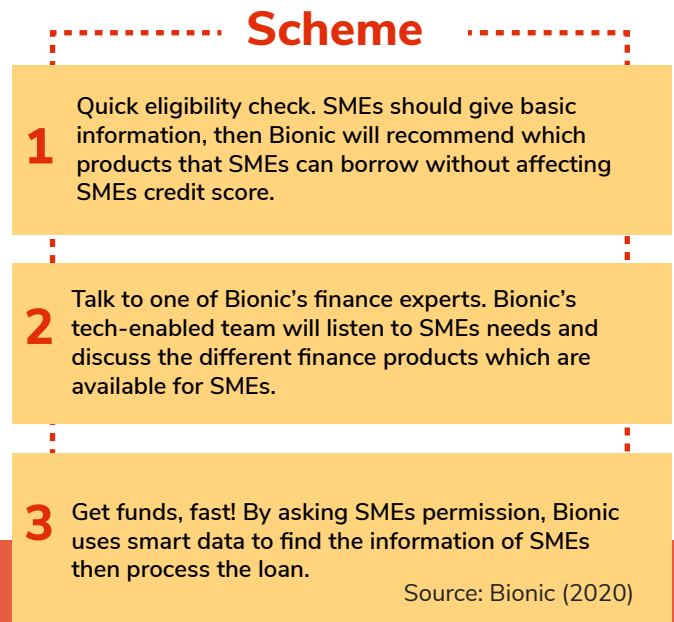 Scheme
1
Quick eligibility check. SMEs should give basic
information, then Bionic will recommend which
products that SMEs can borrow without affecting
SMEs credit score.
2
Talk to one of Bionic's finance experts. Bionic's
tech-enabled team will listen to SMEs needs and
discuss the different finance products which are
available for SMEs.
3
Get funds, fast! By asking SMEs permission, Bionic
uses smart data to find the information of SMEs
then process the loan.
Source: Bionic (2020)